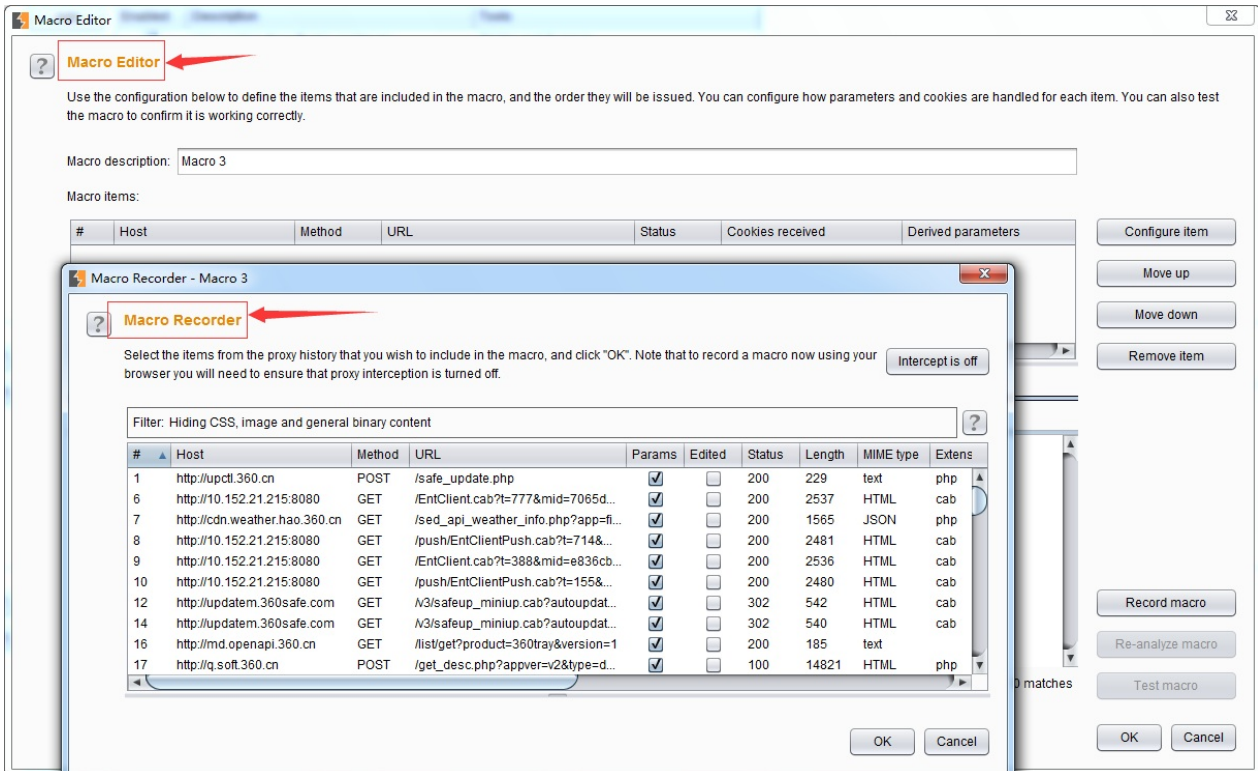 Macro Editor
Enabled Description Tools
Macro Editor
Use the configuration below to define the items that are included in the macro, and the order they will be issued. You can configure how parameters and cookies are handled for each item. You can also test
the macro to confirm it is working correctly.
Macro description: Macro 3
Macro items:
# Host Method URL Status Cookies received Derived parameters
Configure item
Move up
Move down
Remove item
Macro Recorder - Macro 3
Macro Recorder
Select the items from the proxy history that you wish to include in the macro, and click "OK". Note that to record a macro now using your
browser you will need to ensure that proxy interception is turned off.
Intercept is off
Filter: Hiding CSS, image and general binary content
# Host Method URL Params Edited Status Length MIME type Extens
1 http://upctl.360.cn POST /safe_update.php 200 229 text php
6 http://10.152.21.215:8080 GET /EntClient.cab?t=777&mid=7065d... 200 2537 HTML cab
7 http://cdn.weather.hao.360.cn GET /sed_api_weather_info.php?app=fi... 200 1565 JSON php
8 http://10.152.21.215:8080 GET /push/EntClientPush.cab?t=714&... 200 2481 HTML cab
9 http://10.152.21.215:8080 GET /EntClient.cab?t=388&mid=e836cb... 200 2536 HTML cab
10 http://10.152.21.215:8080 GET /push/EntClientPush.cab?t=155&... 200 2480 HTML cab
12 http://updatem.360safe.com GET /v3/safeup_miniup.cab?autoupdat... 302 542 HTML cab
14 http://updatem.360safe.com GET /v3/safeup_miniup.cab?autoupdat... 302 540 HTML cab
16 http://md.openapi.360.cn GET /list/get?product=360tray&version=1 200 185 text
17 http://q.soft.360.cn POST /get_desc.php?appver=v2&type=d... 100 14821 HTML php
0 matches
Record macro
Re-analyze macro
Test macro
OK Cancel
OK Cancel